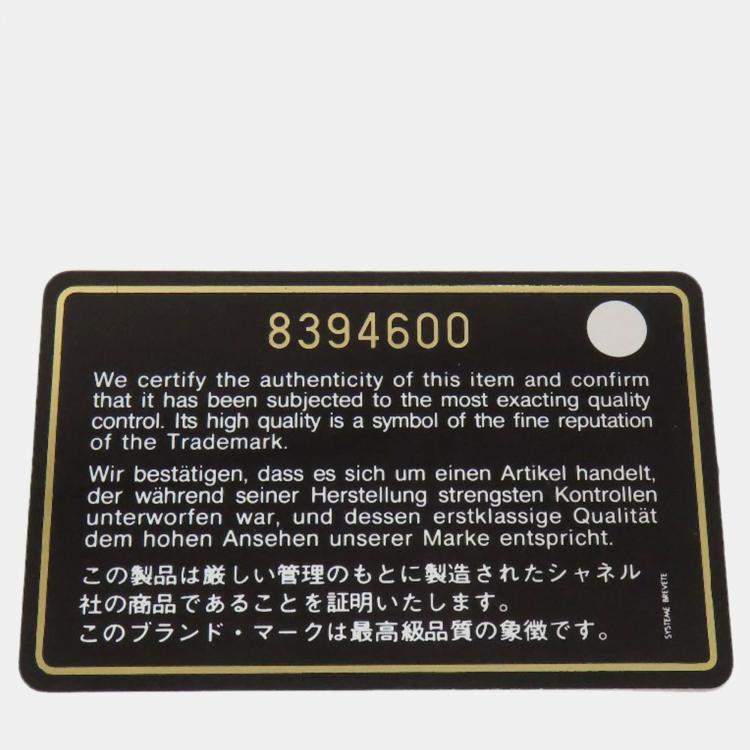 8394600
We certify the authenticity of this item and confirm
that it has been subjected to the most exacting quality
control. Its high quality is a symbol of the fine reputation
of the Trademark.
Wir bestätigen, dass es sich um einen Artikel handelt,
der während seiner Herstellung strengsten Kontrollen
unterworfen war, und dessen erstklassige Qualität
dem hohen Ansehen unserer Marke entspricht.
この製品は厳しい管理のもとに製造されたシャネル
社の商品であることを証明いたします。
このブランド・マークは最高級品質の象徴です。
SYSTEME BREVETE